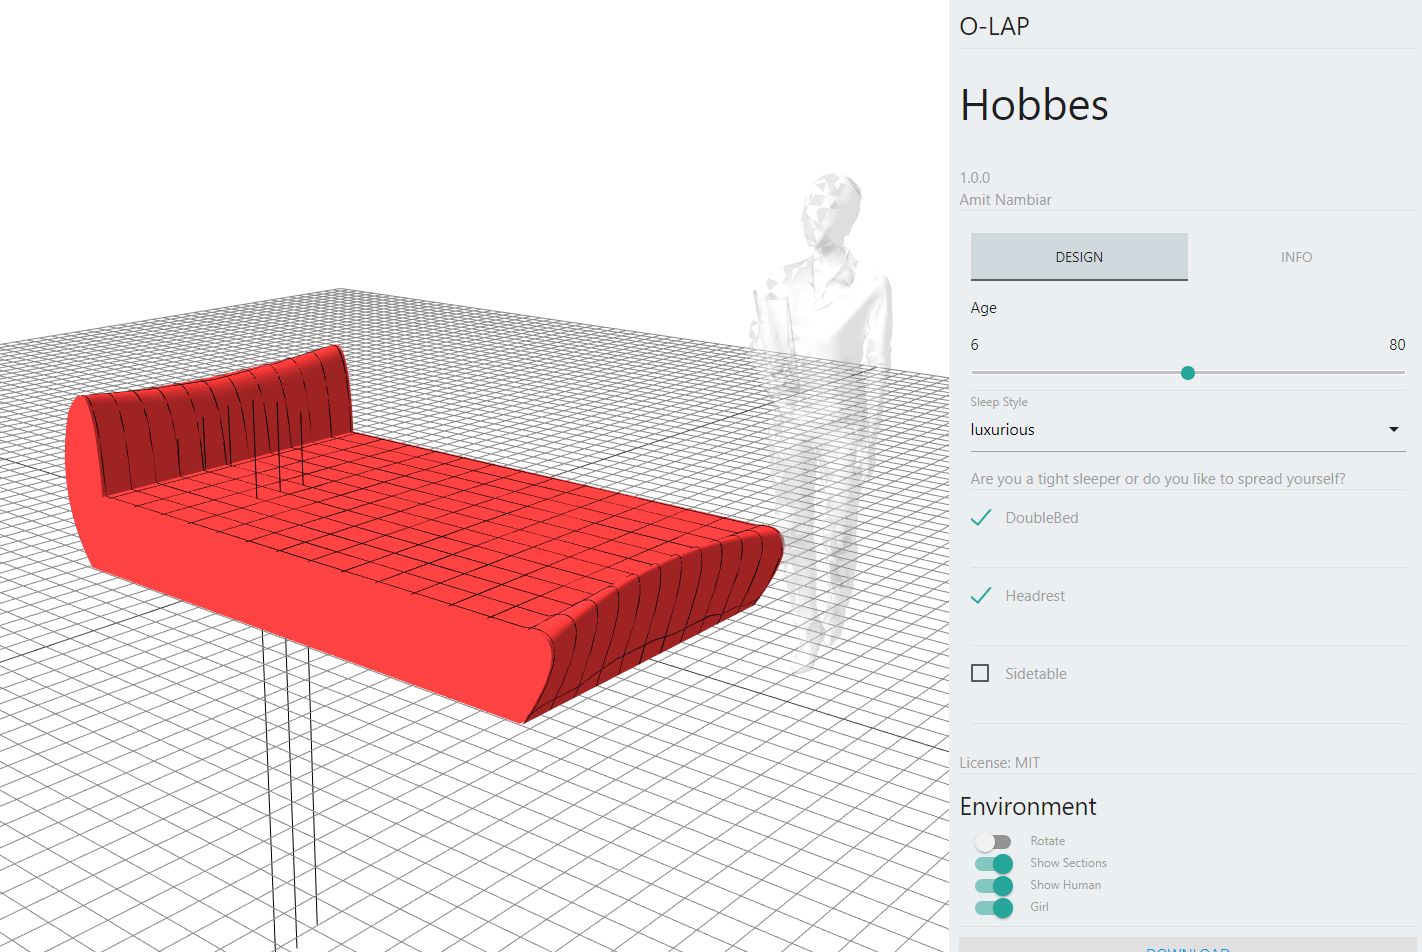 O-LAP
Hobbes
1.0.0
Amit Nambiar
DESIGN INFO
Age
6 80
Sleep Style
luxurious
Are you a tight sleeper or do you like to spread yourself?
DoubleBed
Headrest
Sidetable
License: MIT
Environment
Rotate
Show Sections
Show Human
Girl
DOWNLOAD